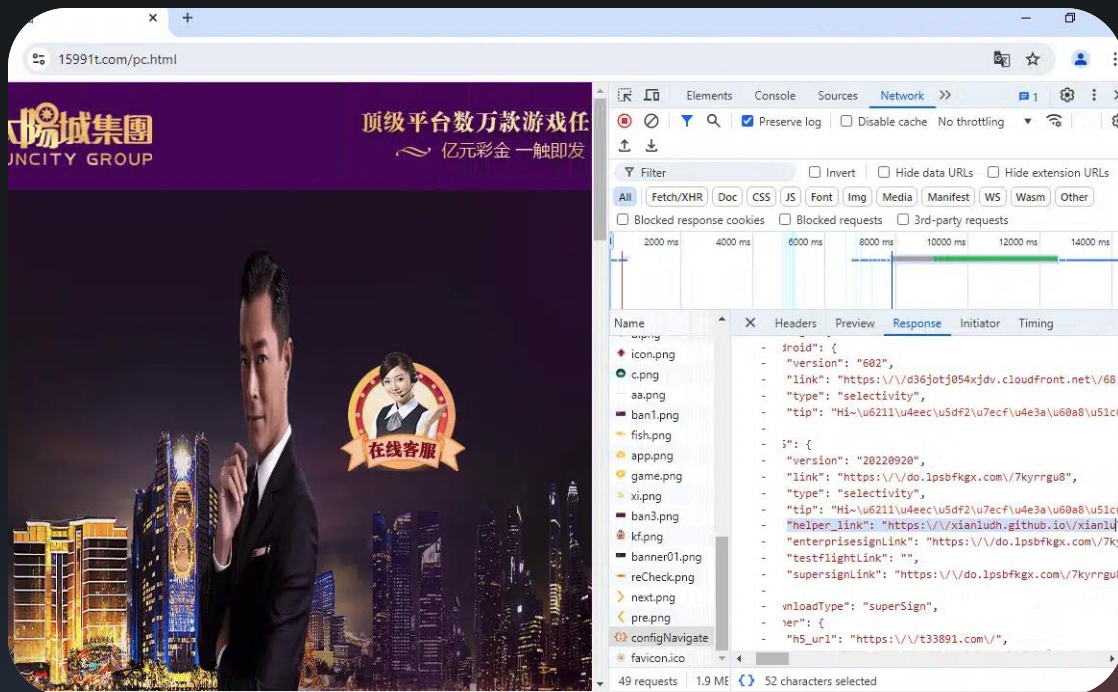 15991t.com/pc.html
太陽城集團
UNCITY GROUP
顶级平台数万款游戏任
亿元彩金 一触即发
在线客服
Elements Console Sources Network 1
Preserve log Disable cache No throttling
Filter Invert Hide data URLs Hide extension URLs
All Fetch/XHR Doc CSS JS Font Img Media Manifest WS Wasm Other
Blocked response cookies Blocked requests 3rd-party requests
2000 ms 4000 ms 6000 ms 8000 ms 10000 ms 12000 ms 14000 ms
Name
icon.png
c.png
aa.png
ban1.png
fish.png
app.png
game.png
xi.png
ban3.png
kf.png
banner01.png
reCheck.png
next.png
pre.png
configNavigate
favicon.ico
49 requests 1.9 ME
Headers Preview Response Initiator Timing
droid": {
"version": "602",
"link": "https:\/\/d36jotj054xjdv.cloudfront.net\/68
"type": "selectivity",
"tip": "Hi~\u6211\u4eec\u5df2\u7ecf\u4e3a\u60a8\u51c
S": {
"version": "20220920",
"link": "https:\/\/do.lpsbfkgx.com\/7kyrrgu8",
"type": "selectivity",
"tip": "Hi~\u6211\u4eec\u5df2\u7ecf\u4e3a\u60a8\u51c
"helper_link": "https:\/\/xianludh.github.io\/xianlu
"enterprisesignLink": "https:\/\/do.lpsbfkgx.com\/7ky
"testflightLink": "",
"supersignLink": "https:\/\/do.lpsbfkgx.com\/7kyrrgu8
wnloadType": "superSign",
ner": {
"h5_url": "https:\/\/t33891.com\/",
52 characters selected